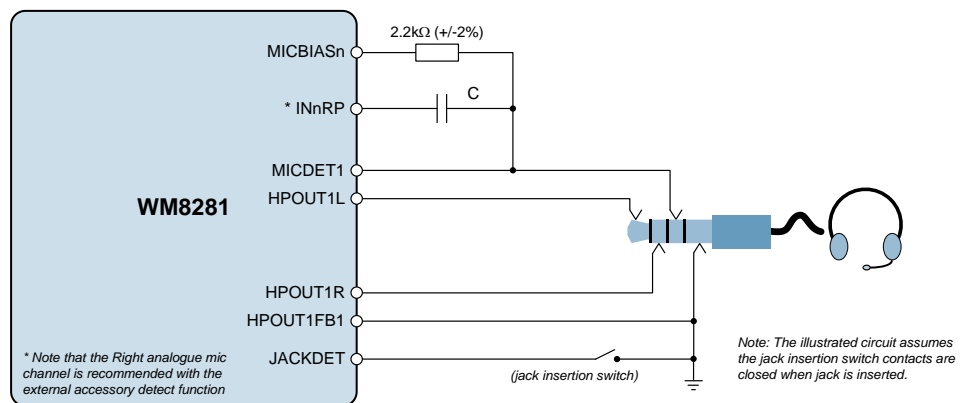 2.2kΩ (+/-2%)
MICBIASn
C
* INnRP
MICDET1
HPOUT1L
WM8281
HPOUT1R
HPOUT1FB1
JACKDET
(jack insertion switch)
* Note that the Right analogue mic
channel is recommended with the
external accessory detect function
Note: The illustrated circuit assumes
the jack insertion switch contacts are
closed when jack is inserted.